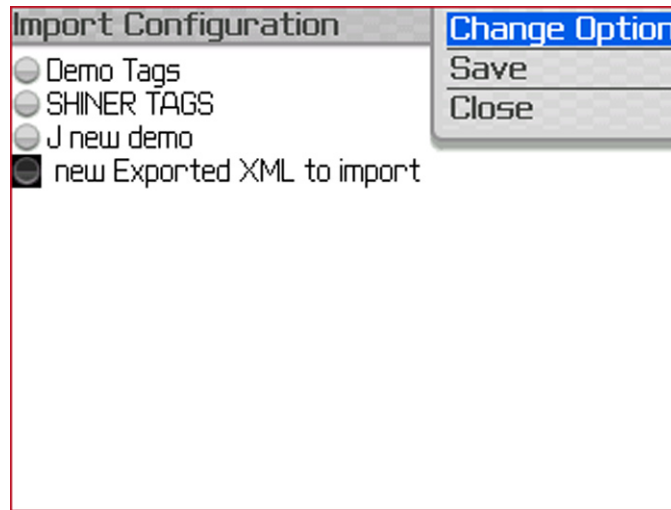 Import Configuration
Change Option
Save
Close
Demo Tags
SHINER TAGS
J new demo
new Exported XML to import